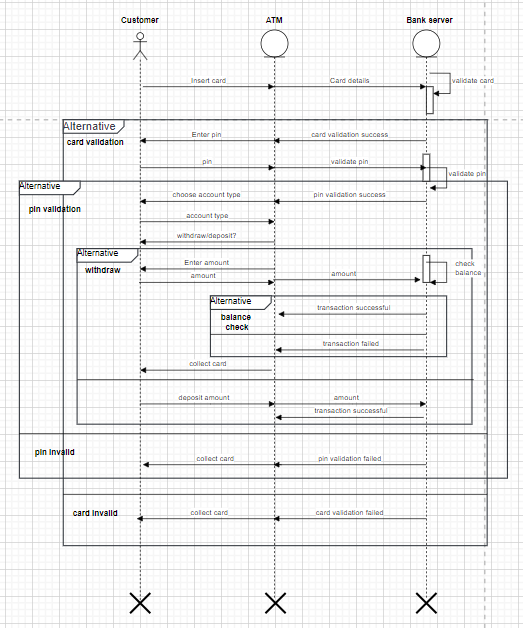 Customer ATM Bank server
Insert card Card details validate card
Alternative
card validation
Enter pin card validation success
pin validate pin
validate pin
Alternative
pin validation
choose account type pin validation success
account type
withdraw/deposit?
Alternative
withdraw
Enter amount
check
balance
amount amount
Alternative
balance
check
transaction successful
transaction failed
collect card
deposit amount amount
transaction successful
pin invalid
collect card pin validation failed
card invalid
collect card card validation failed